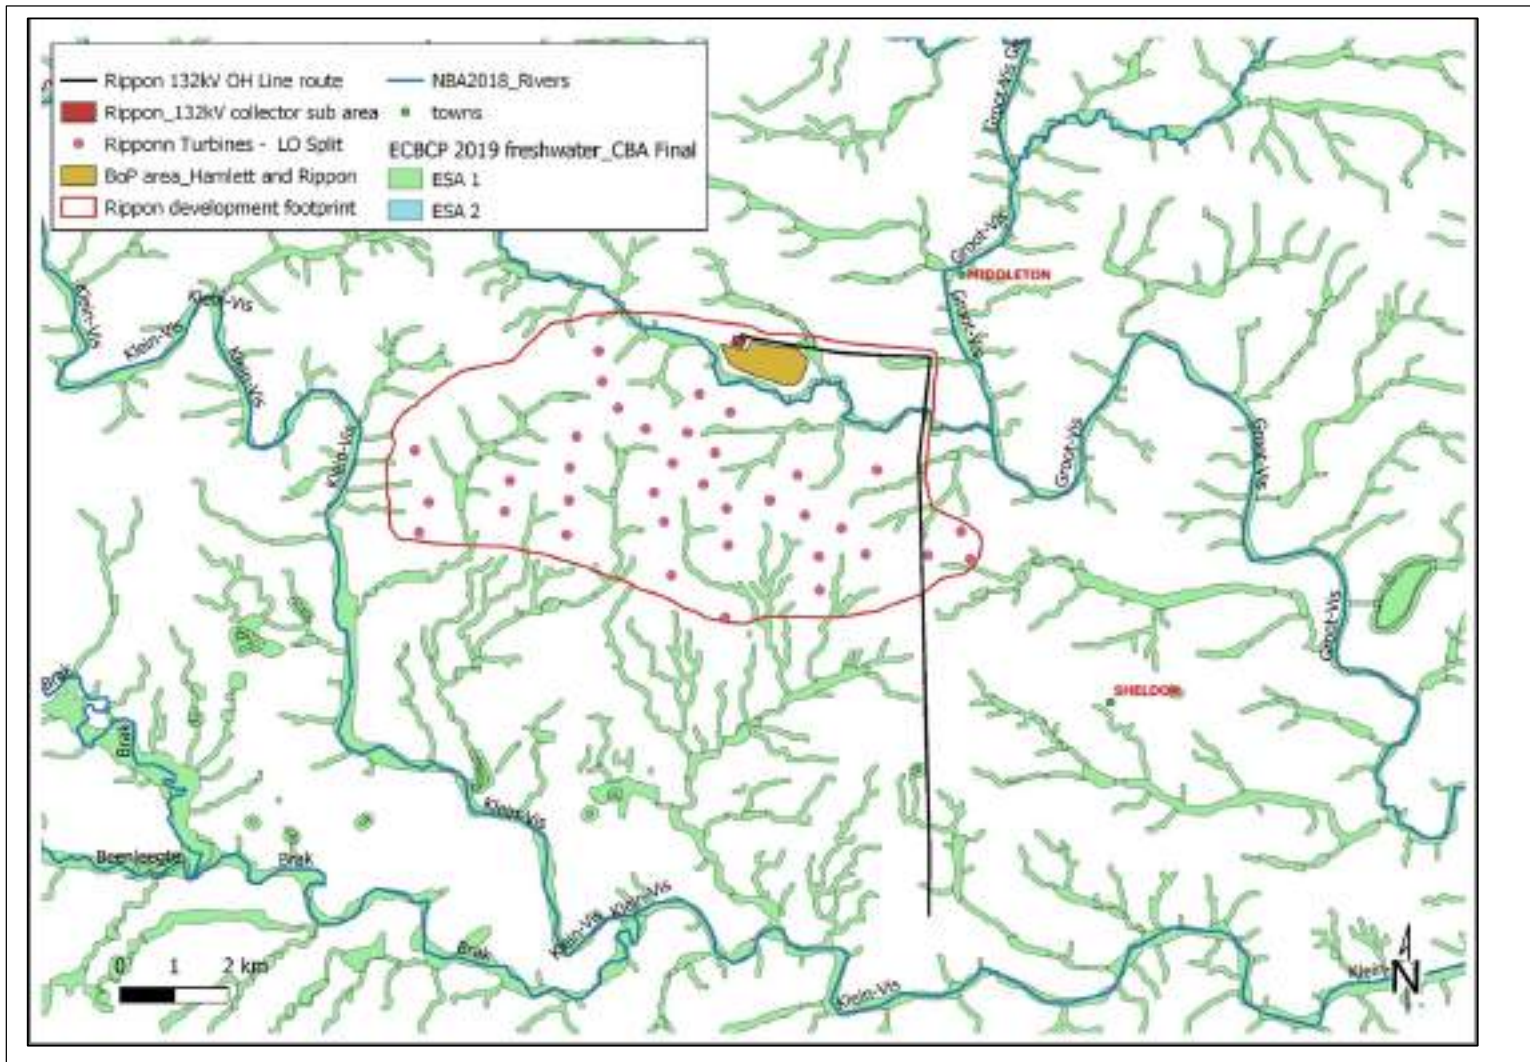 Rippon 132kV OH Line route
Rippon_132kV collector sub area
Ripponn Turbines - LO Split
BoP area_Hamlett and Rippon
Rippon development footprint
NBA2018_Rivers
towns
ECBCP 2019 freshwater_CBA Final
ESA 1
ESA 2
Groot-Vis
Groot-Vis
MIDDLETON
Groot-Vis
Klein-Vis
Klein-Vis
Klein-Vis
Klein-Vis
Klein-Vis
Groot-Vis
Groot-Vis
Groot-Vis
SHELDON
Brak
Brak
Klein-Vis
Brak
Klein-Vis
Klein-Vis
Brak
Klein-Vis
0 1 2 km
N